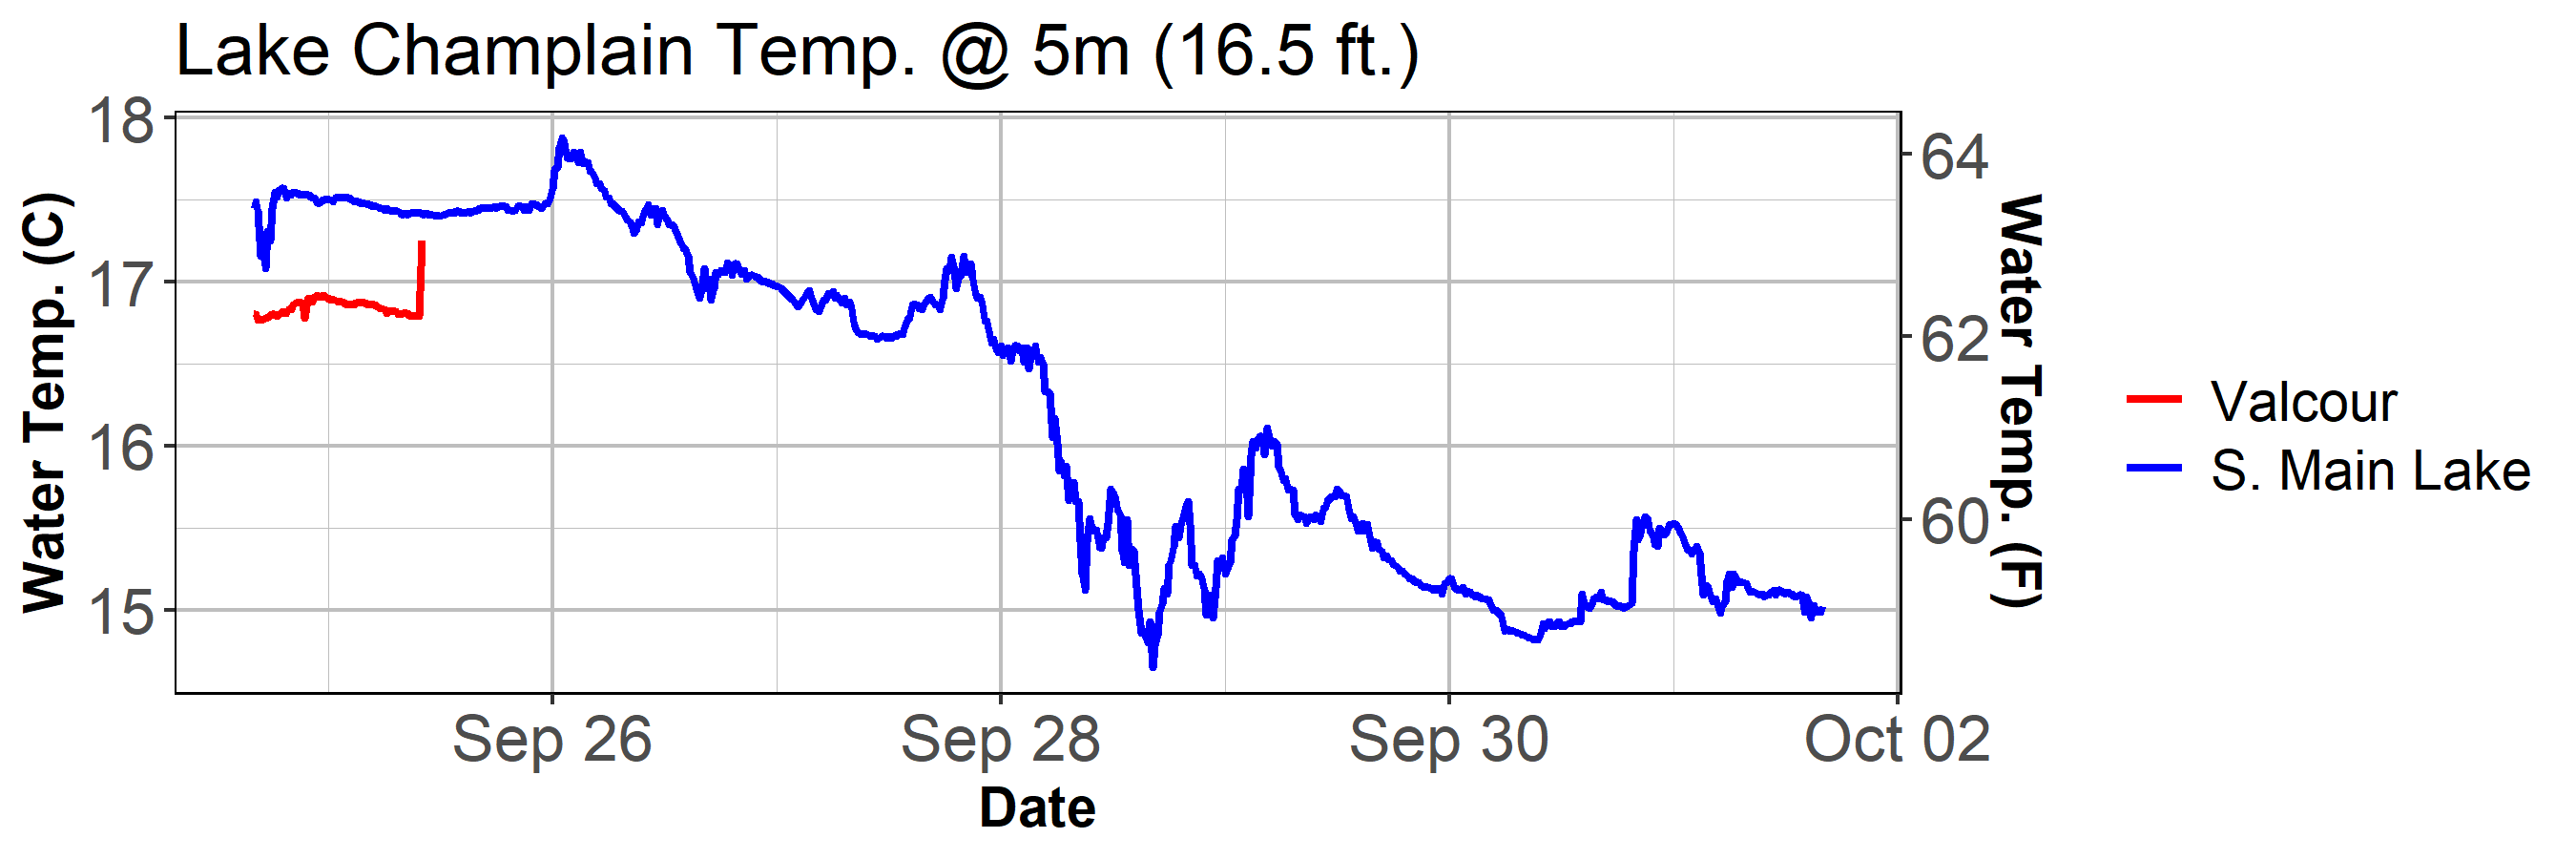 Lake Champlain Temp. @ 5m (16.5 ft.)
Water Temp. (C)
18
17
16
15
64
62
60
Water Temp. (F)
Sep 26
Sep 28
Sep 30
Oct 02
Date
Valcour
S. Main Lake